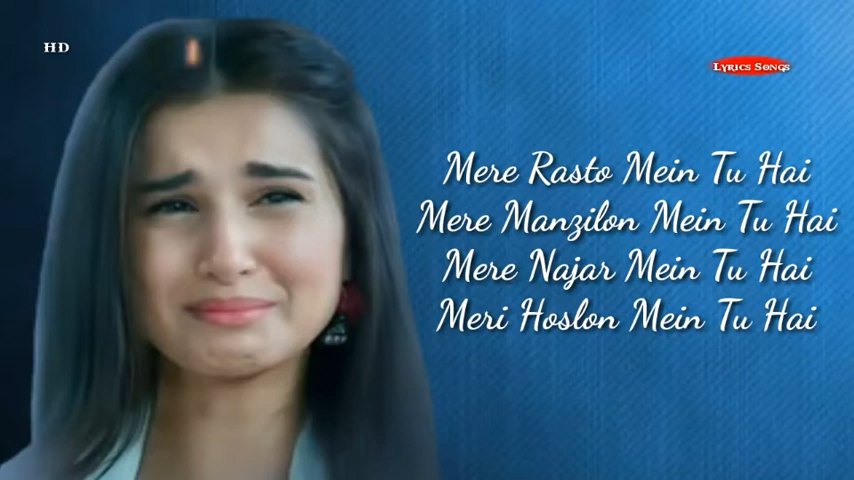 HD
Lyrics Songs
Mere Rasto Mein Tu Hai
Mere Manzilon Mein Tu Hai
Mere Najar Mein Tu Hai
Meri Hoslon Mein Tu Hai